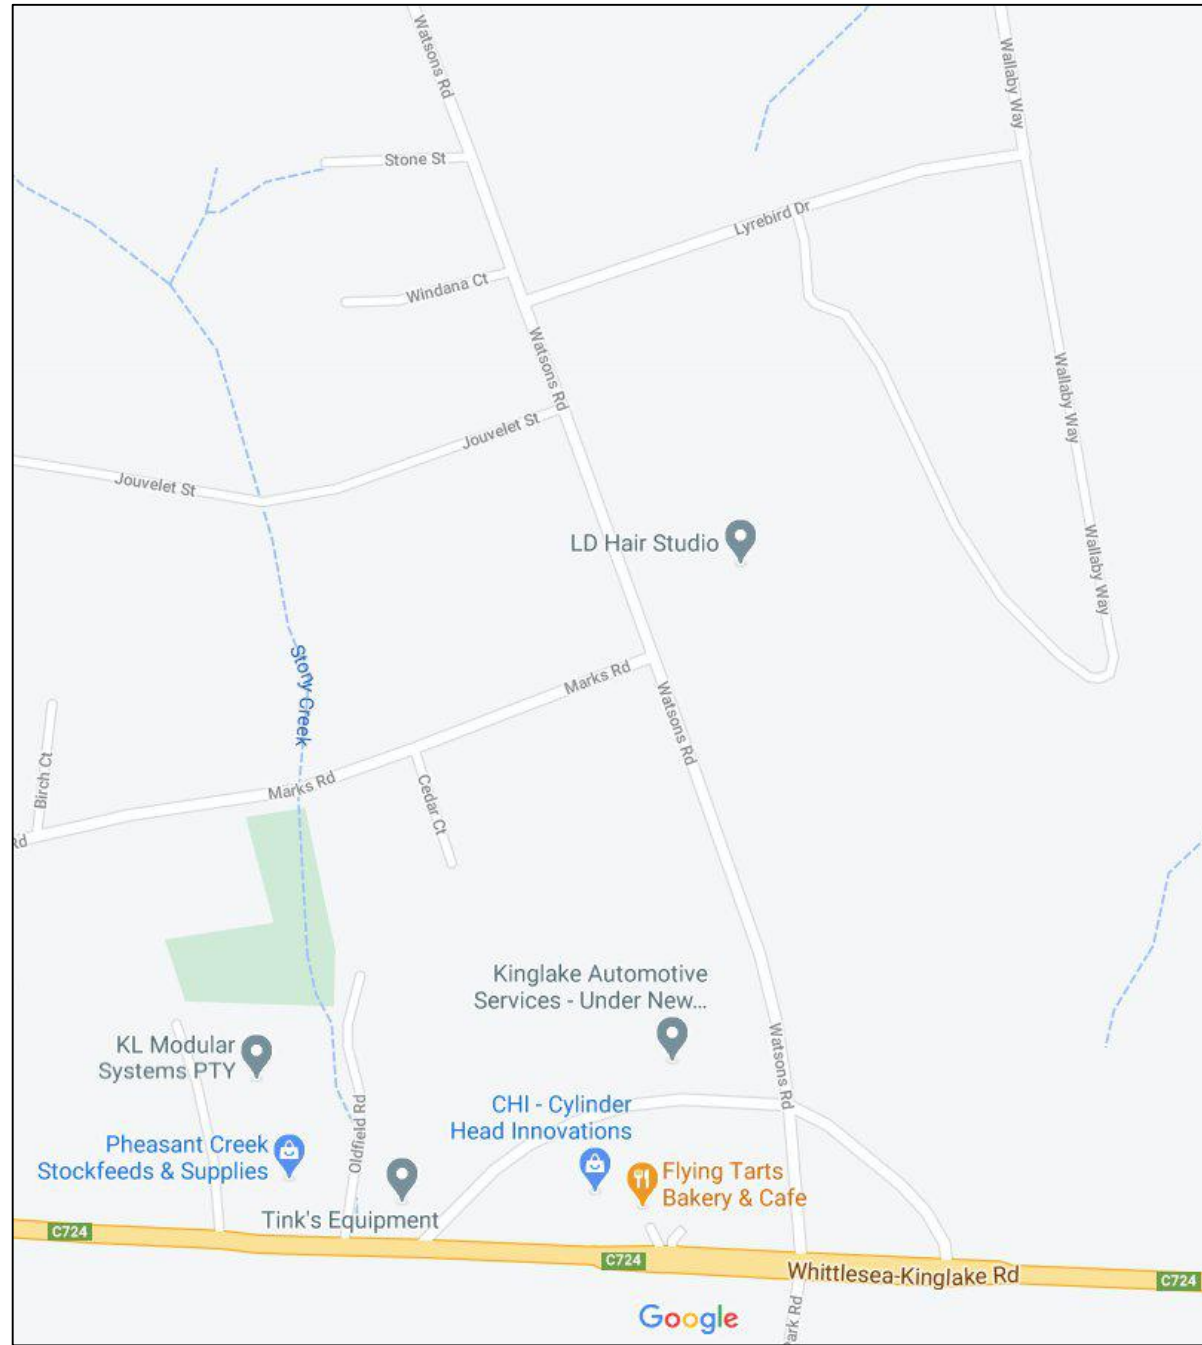 Watsons Rd
Wallaby Way
Stone St
Lyrebird Dr
Windana Ct
Watsons Rd
Wallaby Way
Jouvelet St
Jouvelet St
LD Hair Studio
Wallaby Way
Stony Creek
Marks Rd
Watsons Rd
Birch Ct
Marks Rd
Cedar Ct
Rd
Kinglake Automotive
Services - Under New...
KL Modular
Systems PTY
Watsons Rd
CHI - Cylinder
Head Innovations
Oldfield Rd
Pheasant Creek
Stockfeeds & Supplies
Flying Tarts
Bakery & Cafe
Tink's Equipment
C724
C724
Whittlesea-Kinglake Rd
C724
Park Rd
Google